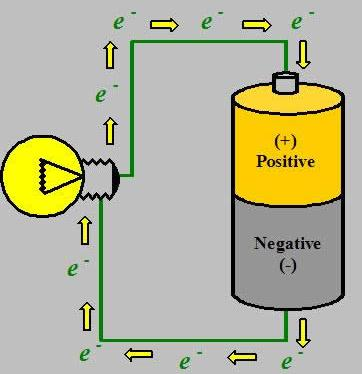 e- e- e-
e-
(+)
Positive
Negative
(-)
e-
e- e- e-